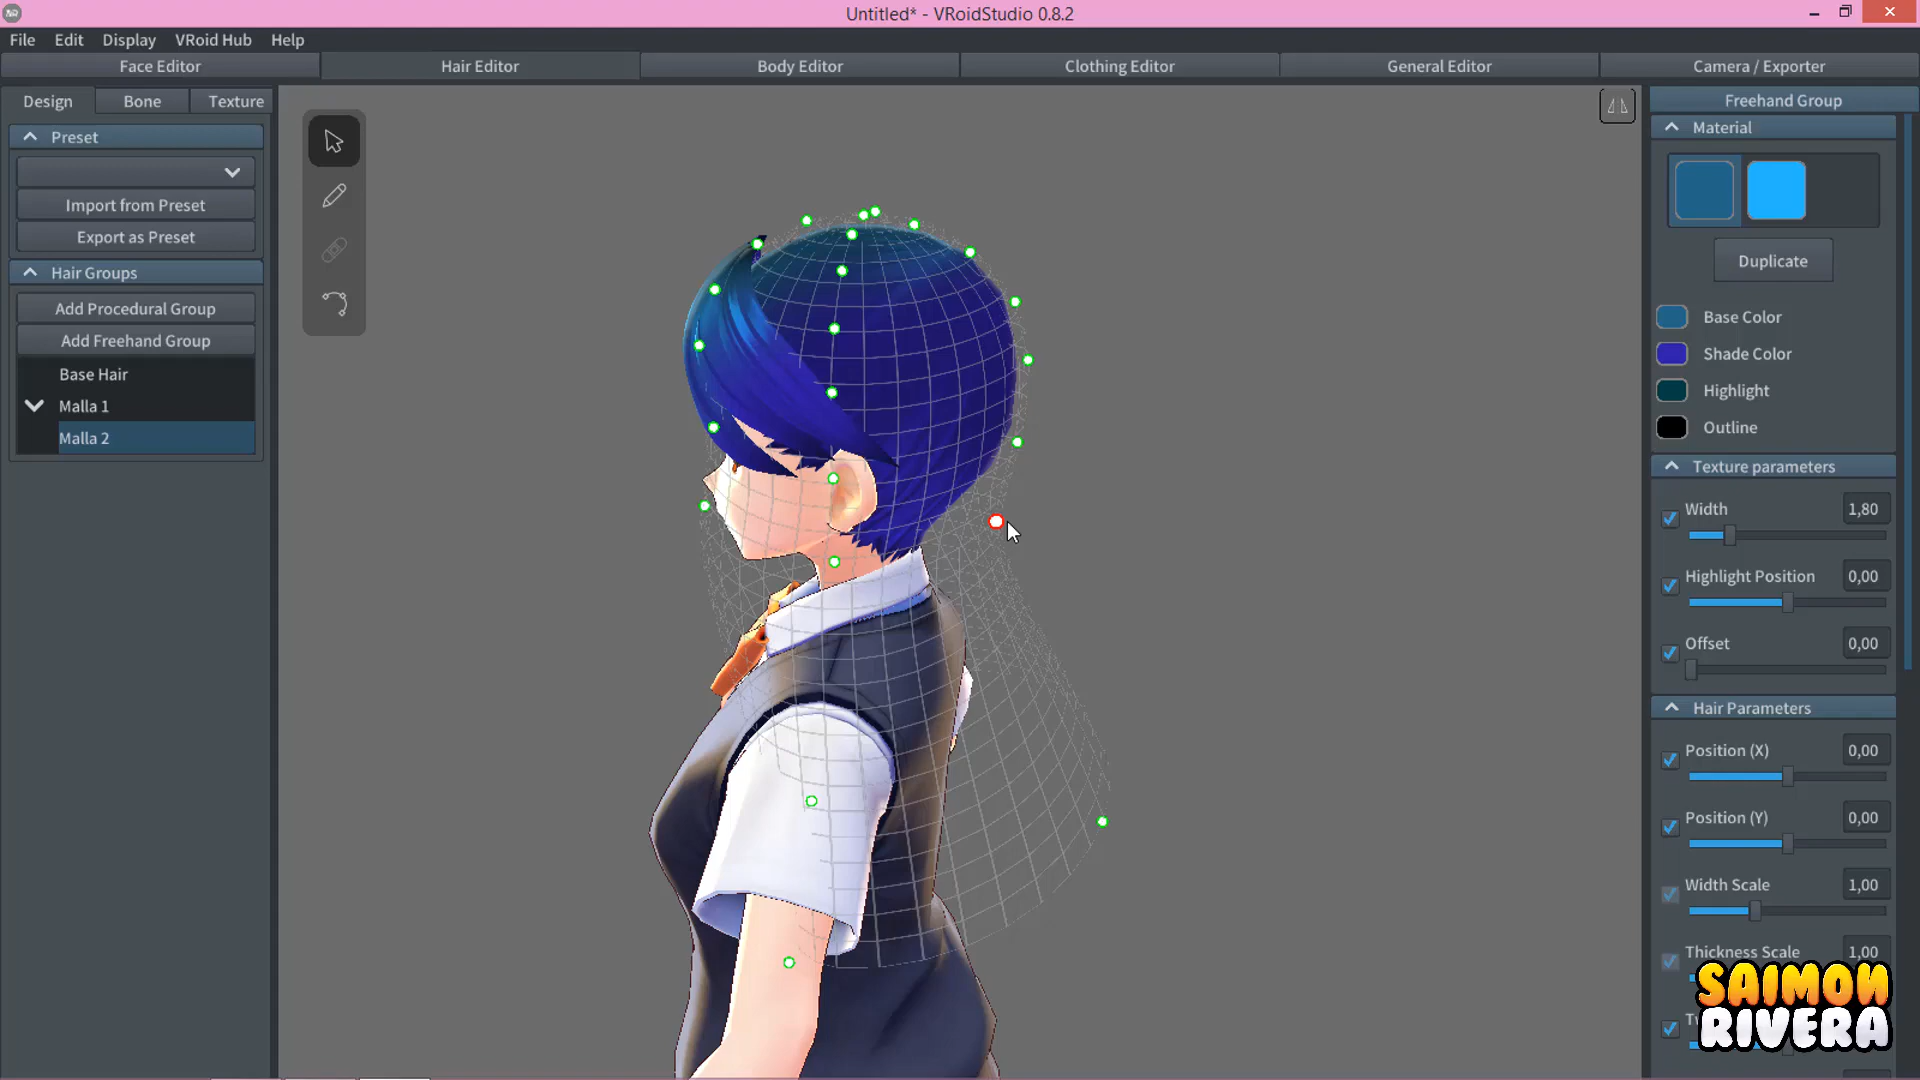 Untitled* - VRoidStudio 0.8.2
File Edit Display VRoid Hub Help
Face Editor Hair Editor Body Editor Clothing Editor General Editor Camera / Exporter
Design Bone Texture
Preset
Import from Preset
Export as Preset
Hair Groups
Add Procedural Group
Add Freehand Group
Base Hair
Malla 1
Malla 2
Freehand Group
Material
Duplicate
Base Color
Shade Color
Highlight
Outline
Texture parameters
Width 1,80
Highlight Position 0,00
Offset 0,00
Hair Parameters
Position (X) 0,00
Position (Y) 0,00
Width Scale 1,00
Thickness Scale 1,00
SAIMON
RIVERA